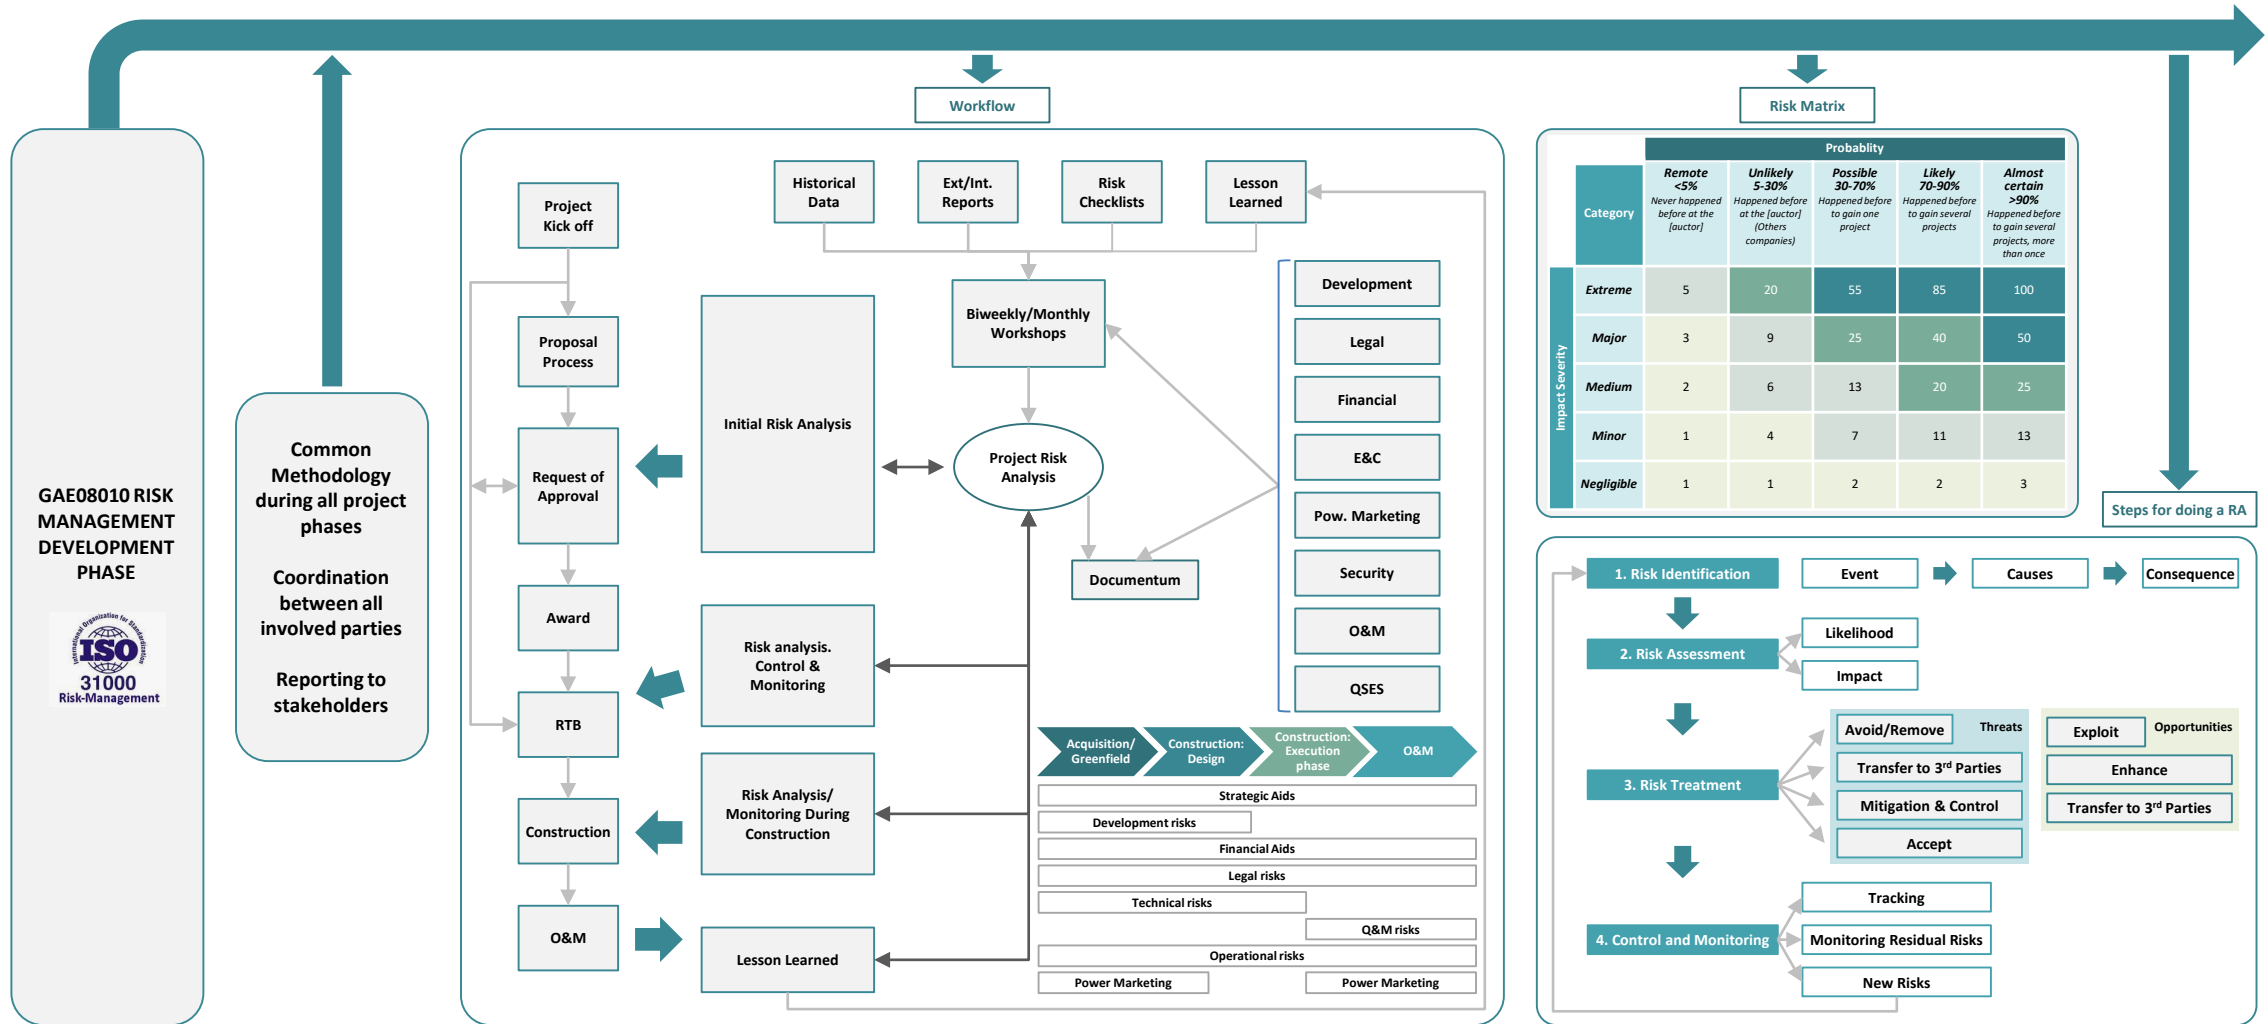 GAE08010 RISK
MANAGEMENT
DEVELOPMENT
PHASE
International Organization for Standardization
ISO
31000
Risk-Management
Common
Methodology
during all project
phases
Coordination
between all
involved parties
Reporting to
stakeholders
Workflow
Project
Kick off
Proposal
Process
Request of
Approval
Award
RTB
Construction
O&M
Initial Risk Analysis
Risk analysis.
Control &
Monitoring
Risk Analysis/
Monitoring During
Construction
Lesson Learned
Historical
Data
Ext/Int.
Reports
Risk
Checklists
Lesson
Learned
Biweekly/Monthly
Workshops
Project Risk
Analysis
Documentum
Development
Legal
Financial
E&C
Pow. Marketing
Security
O&M
QSES
Acquisition/
Greenfield
Construction:
Design
Construction:
Execution
phase
O&M
Strategic Aids
Development risks
Financial Aids
Legal risks
Technical risks
Q&M risks
Operational risks
Power Marketing
Power Marketing
Risk Matrix
Probablity
Category
Remote
<5%
Never happened
before at the
[auctor]
Unlikely
5-30%
Happened before
at the [auctor]
(Others
companies)
Possible
30-70%
Happened before
to gain one
project
Likely
70-90%
Happened before
to gain several
projects
Almost
certain
>90%
Happened before
to gain several
projects, more
than once
Impact Severity
Extreme 5 20 55 85 100
Major 3 9 25 40 50
Medium 2 6 13 20 25
Minor 1 4 7 11 13
Negligible 1 1 2 2 3
Steps for doing a RA
1. Risk Identification
Event
Causes
Consequence
2. Risk Assessment
Likelihood
Impact
3. Risk Treatment
Avoid/Remove
Threats
Transfer to 3rd Parties
Mitigation & Control
Accept
Exploit
Opportunities
Enhance
Transfer to 3rd Parties
4. Control and Monitoring
Tracking
Monitoring Residual Risks
New Risks